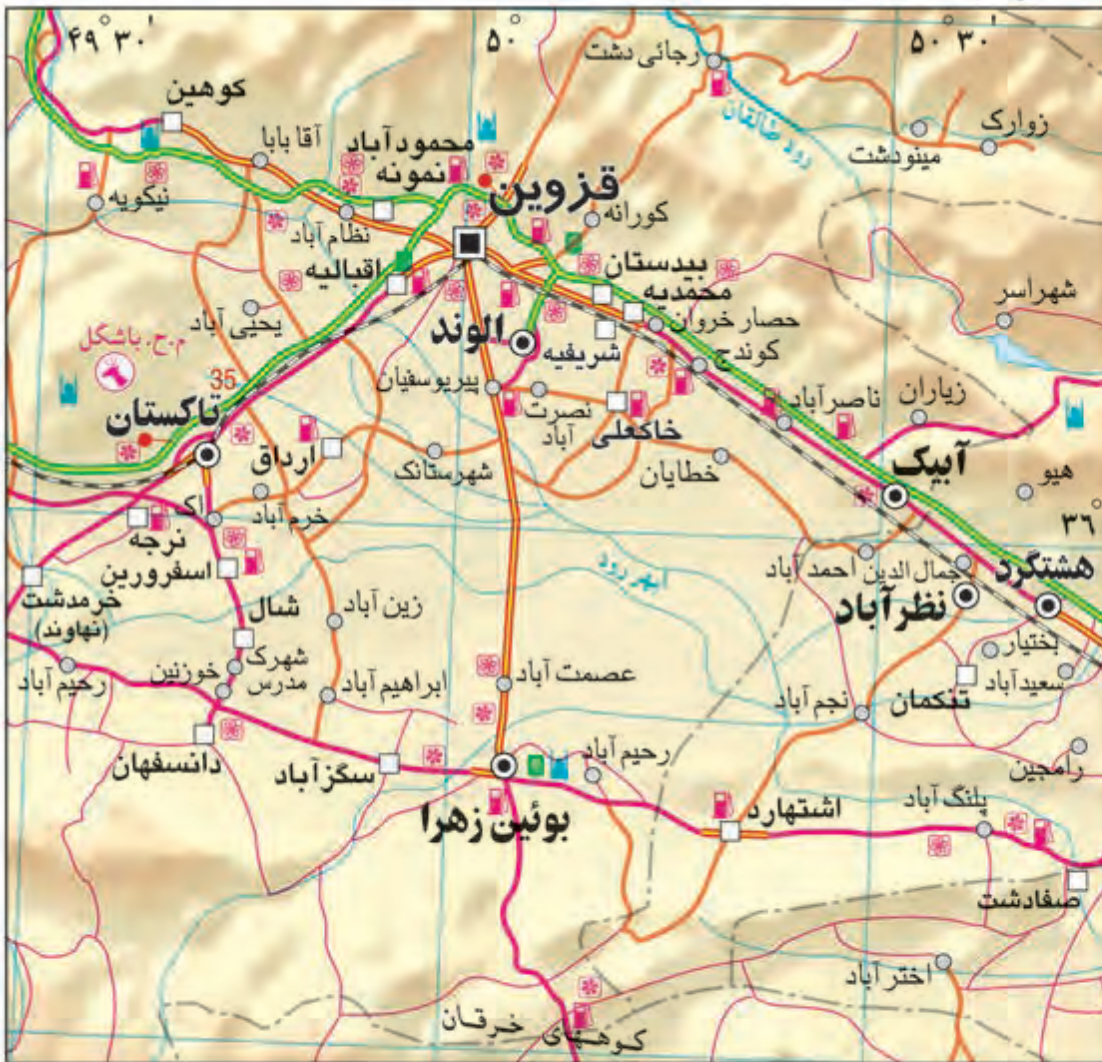 ۴۹° ۳۰'
۵۰°
۵۰° ۳۰'
رجائی دشت
کوهین
رود طالقان
زوارک
مینودشت
آقا بابا
محمودآباد
نمونه
نیکویه
قزوین
کورانه
نظام آباد
اقبالیه
بیدستان
محمدیه
شهراسر
یحیی آباد
الوند
شریفیه
حصار خروان
کوندج
م.ح. باشگل
35
پیریوسفیان
زیاران
ناصرآباد
تاکستان
نصرت
آباد
خاکعلی
ارداق
شهرستانک
خطایان
آبیک
هیو
اک
خرم آباد
۳۶°
نرجه
اسفرورین
ابهر رود
جمال الدین
احمد آباد
هشتگرد
نظرآباد
خرمدشت
(نهاوند)
شال
زین آباد
بختیار
رحیم آباد
خوزنین
شهرک
مدرس
ابراهیم آباد
عصمت آباد
نجم آباد
تنکمان
سعیدآباد
دانسفهان
سگزآباد
رحیم آباد
رامجین
بوئین زهرا
اشتهارد
پلنگ آباد
صفادشت
اختر آباد
کوههای خرقان